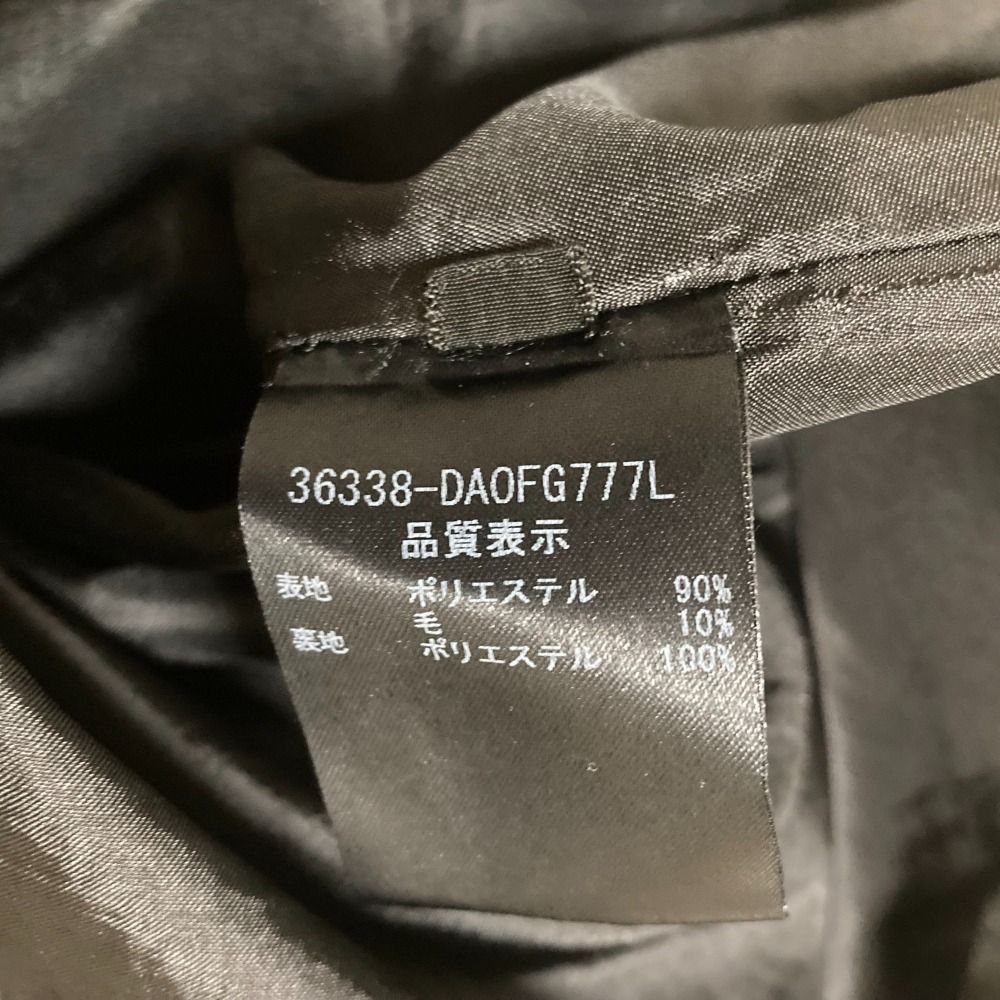 36338-DA0FG777L
品質表示
表地 ポリエステル 90%
毛 10%
裏地 ポリエステル 100%